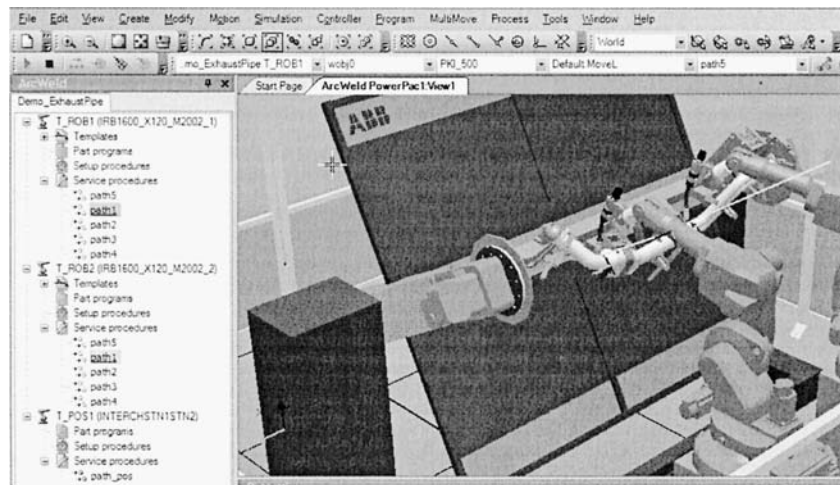 File Edit View Create Modify Motion Simulation Controller Program MultiMove Process Tools Window Help
World
.mo_ExhaustPipe T_ROB1 wobj0 PKI_500 Default MoveL path5
ArcWeld
Start Page ArcWeld PowerPac1:View1
Demo_ExhaustPipe
T_ROB1 (IRB1600_X120_M2002_1)
Templates
Part programs
Setup procedures
Service procedures
path5
path1
path2
path3
path4
T_ROB2 (IRB1600_X120_M2002_2)
Templates
Part programs
Setup procedures
Service procedures
path5
path1
path2
path3
path4
T_POS1 (INTERCHSTN1STN2)
Part programs
Setup procedures
Service procedures
path_pos
ABB